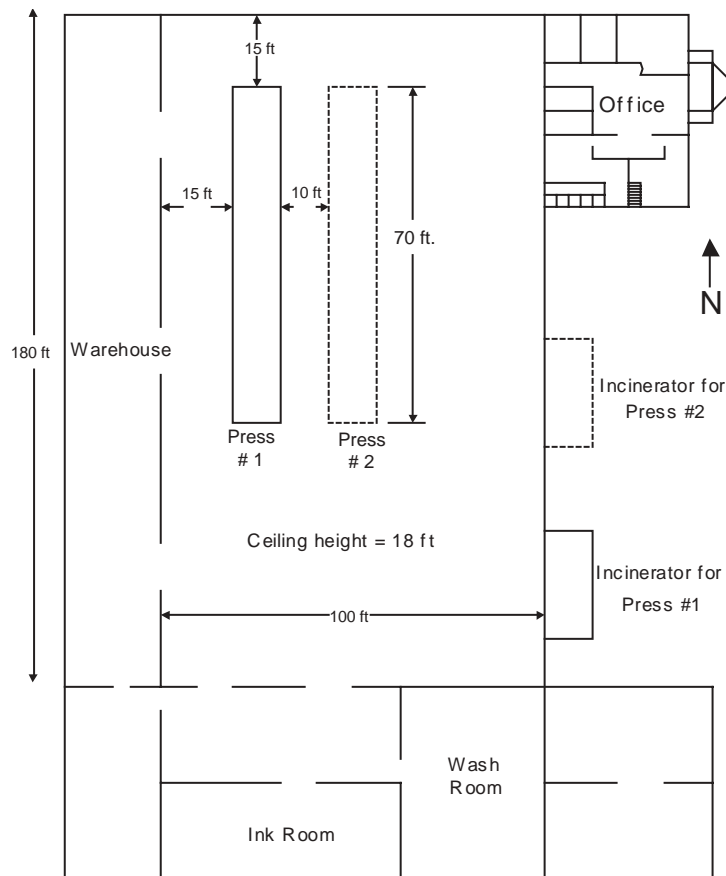 15 ft
Office
15 ft
10 ft
70 ft.
N
180 ft
Warehouse
Incinerator for
Press #2
Press
# 1
Press
# 2
Ceiling height = 18 ft
Incinerator for
Press #1
100 ft
Wash
Room
Ink Room